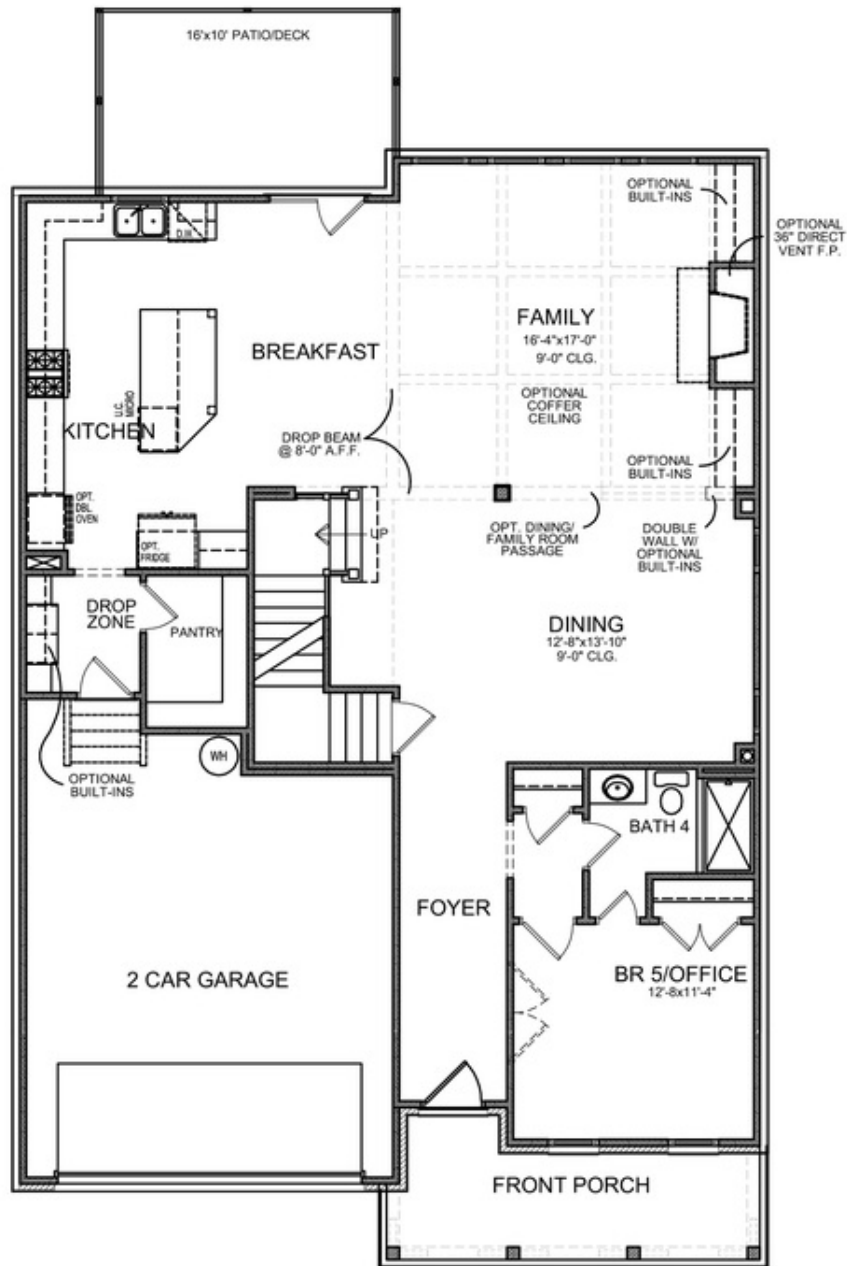 16'x10' PATIO/DECK
OPTIONAL
BUILT-INS
OPTIONAL
36" DIRECT
VENT F.P.
D.W.
FAMILY
16'-4"x17'-0"
9'-0" CLG.
BREAKFAST
OPTIONAL
COFFER
CEILING
U.C.
MICRO
KITCHEN
DROP BEAM
@ 8'-0" A.F.F.
OPTIONAL
BUILT-INS
OPT.
DBL
OVEN
OPT.
FRIDGE
UP
OPT. DINING/
FAMILY ROOM
PASSAGE
DOUBLE
WALL W/
OPTIONAL
BUILT-INS
DROP
ZONE
PANTRY
DINING
12'-8"x13'-10"
9'-0" CLG.
WH
OPTIONAL
BUILT-INS
BATH 4
FOYER
2 CAR GARAGE
BR 5/OFFICE
12'-8x11'-4"
FRONT PORCH